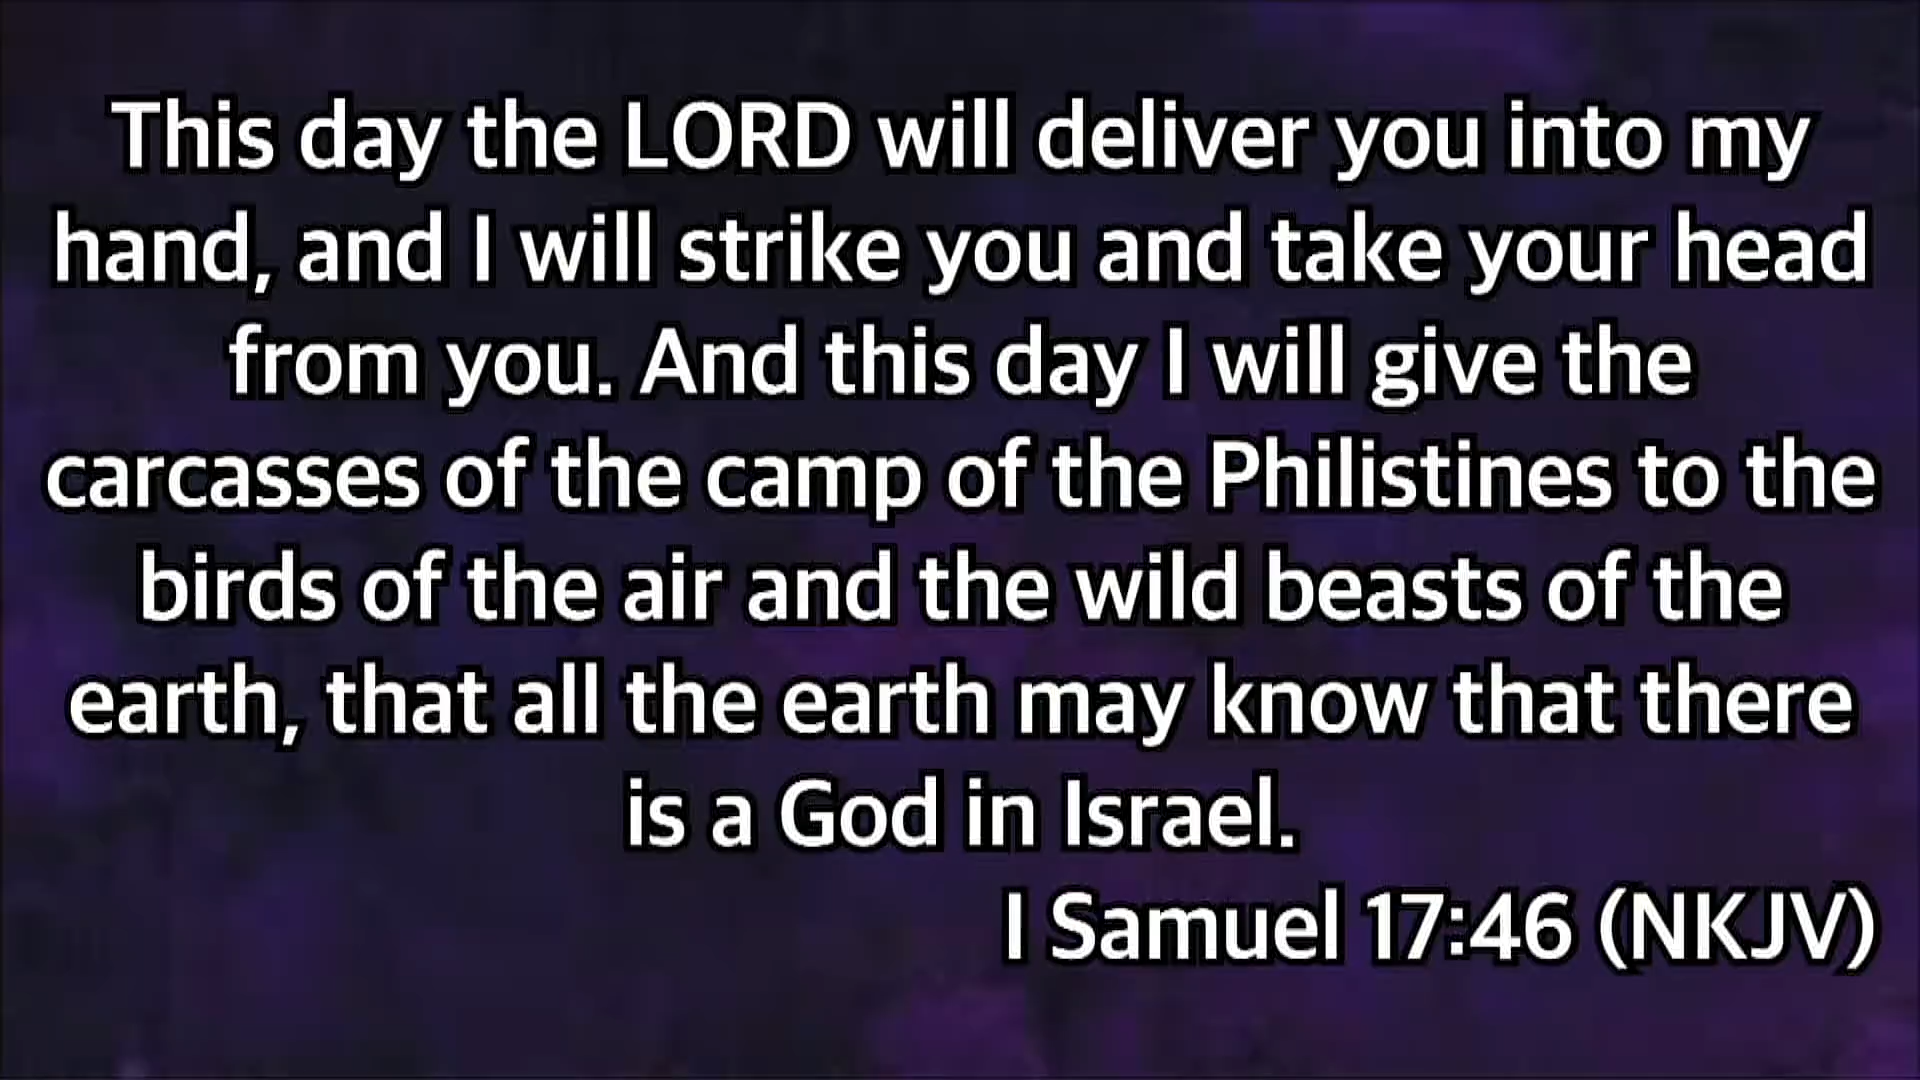 This day the LORD will deliver you into my
hand, and I will strike you and take your head
from you. And this day I will give the
carcasses of the camp of the Philistines to the
birds of the air and the wild beasts of the
earth, that all the earth may know that there
is a God in Israel.
I Samuel 17:46 (NKJV)